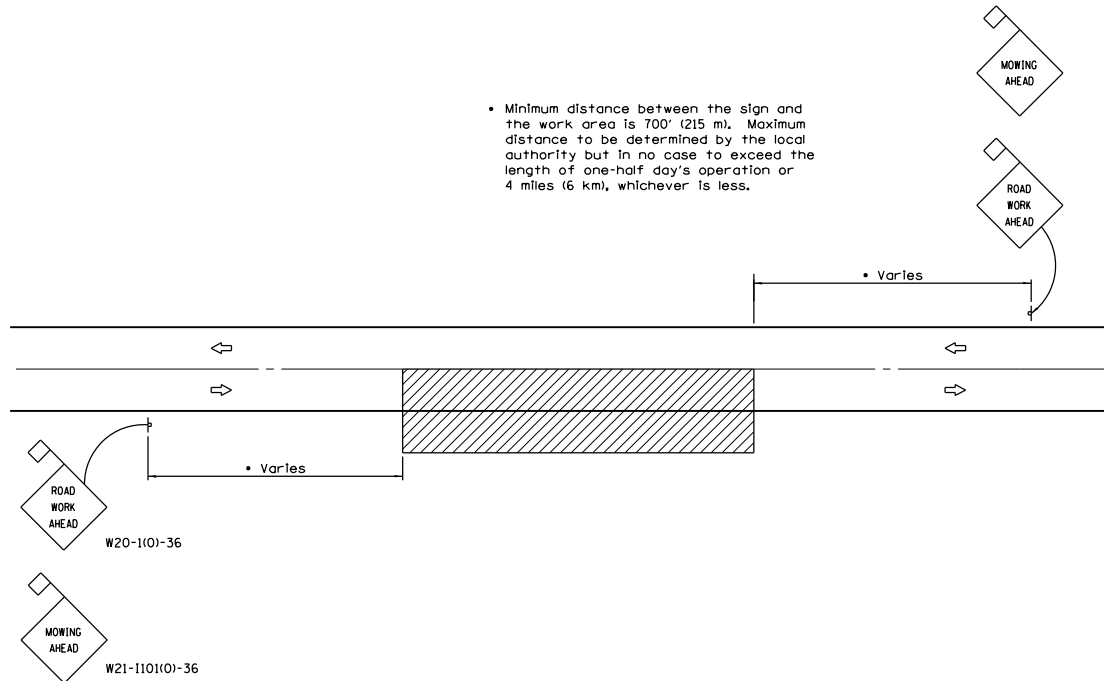 MOWING
AHEAD
• Minimum distance between the sign and
the work area is 700' (215 m). Maximum
distance to be determined by the local
authority but in no case to exceed the
length of one-half day's operation or
4 miles (6 km), whichever is less.
ROAD
WORK
AHEAD
• Varies
• Varies
ROAD
WORK
AHEAD
W20-1(O)-36
MOWING
AHEAD
W21-I101(O)-36